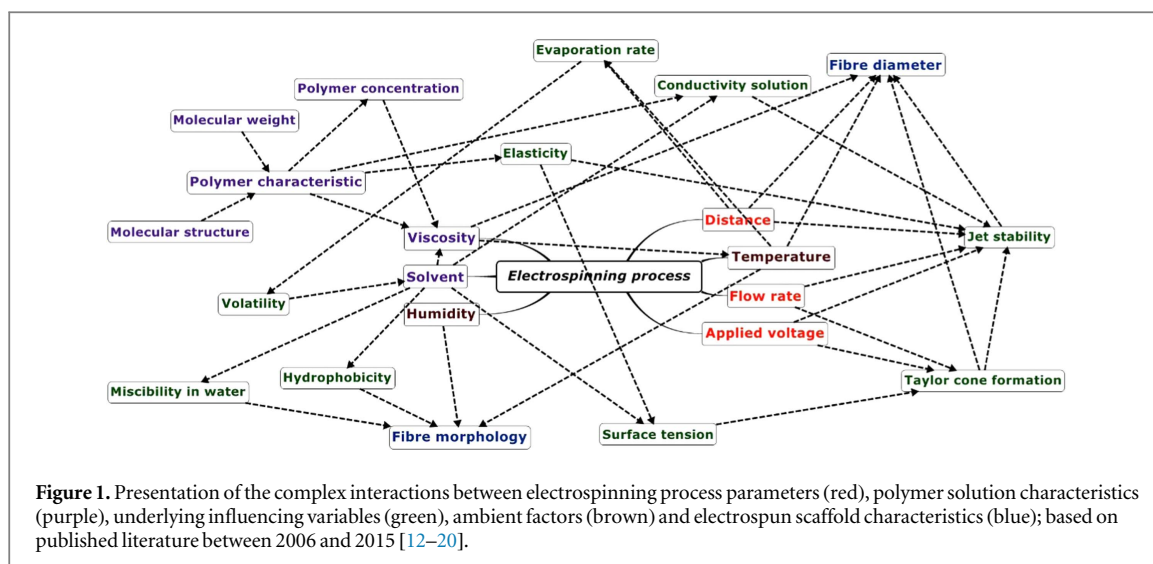 Evaporation rate
Fibre diameter
Polymer concentration
Conductivity solution
Molecular weight
Elasticity
Polymer characteristic
Distance
Molecular structure
Viscosity
Jet stability
Temperature
Solvent
Electrospinning process
Volatility
Flow rate
Humidity
Applied voltage
Hydrophobicity
Taylor cone formation
Miscibility in water
Fibre morphology
Surface tension
Figure 1. Presentation of the complex interactions between electrospinning process parameters (red), polymer solution characteristics
(purple), underlying influencing variables (green), ambient factors (brown) and electrospun scaffold characteristics (blue); based on
published literature between 2006 and 2015 [12–20].